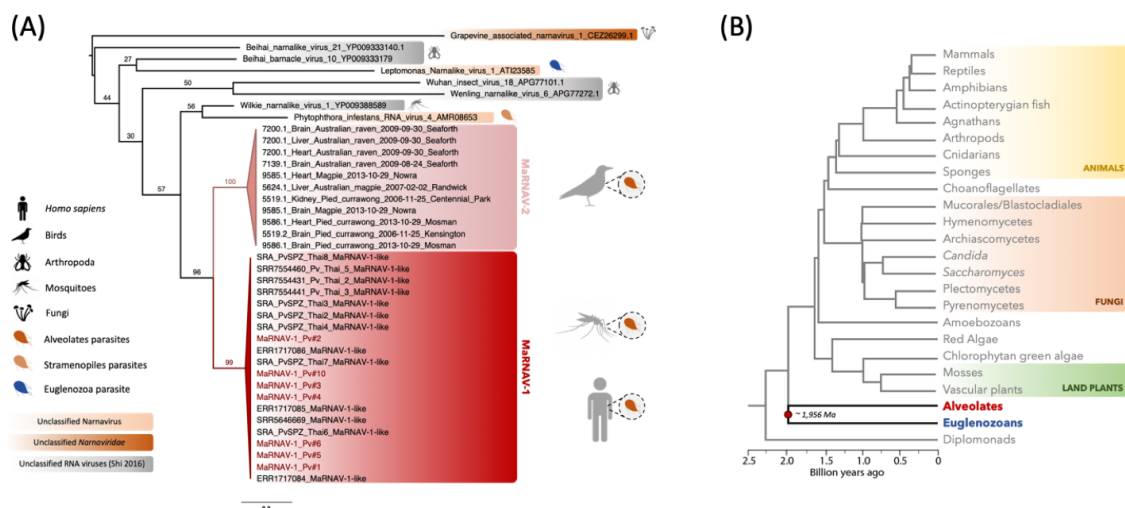 (A)
Grapevine_associated_narnavirus_1_CEZ26299.1
Beihai_narnalike_virus_21_YP009333140.1
Beihai_barnacle_virus_10_YP009333179
27
Leptomonas_Narnalike_virus_1_ATI23585
44
50
Wuhan_insect_virus_18_APG77101.1
Wenling_narnalike_virus_6_APG77272.1
30
56
Wilkie_narnalike_virus_1_YP009388589
Phytophthora_infestans_RNA_virus_4_AMR08653
57
100
7200.1_Brain_Australian_raven_2009-09-30_Seaforth
7200.1_Liver_Australian_raven_2009-09-30_Seaforth
7200.1_Heart_Australian_raven_2009-09-30_Seaforth
7139.1_Brain_Australian_raven_2009-08-24_Seaforth
9585.1_Heart_Magpie_2013-10-29_Nowra
5624.1_Liver_Australian_magpie_2007-02-02_Randwick
5519.1_Kidney_Pied_currawong_2006-11-25_Centennial_Park
9585.1_Brain_Magpie_2013-10-29_Nowra
9586.1_Heart_Pied_currawong_2013-10-29_Mosman
5519.2_Brain_Pied_currawong_2006-11-25_Kensington
9586.1_Brain_Pied_currawong_2013-10-29_Mosman
MaRNAV-2
96
99
SRA_PvSPZ_Thai8_MaRNAV-1-like
SRR7554460_Pv_Thai_5_MaRNAV-1-like
SRR7554431_Pv_Thai_2_MaRNAV-1-like
SRR7554441_Pv_Thai_3_MaRNAV-1-like
SRA_PvSPZ_Thai3_MaRNAV-1-like
SRA_PvSPZ_Thai2_MaRNAV-1-like
SRA_PvSPZ_Thai4_MaRNAV-1-like
MaRNAV-1_Pv#2
ERR1717086_MaRNAV-1-like
SRA_PvSPZ_Thai7_MaRNAV-1-like
MaRNAV-1_Pv#10
MaRNAV-1_Pv#3
MaRNAV-1_Pv#4
ERR1717085_MaRNAV-1-like
SRR5646669_MaRNAV-1-like
SRA_PvSPZ_Thai6_MaRNAV-1-like
MaRNAV-1_Pv#6
MaRNAV-1_Pv#5
MaRNAV-1_Pv#1
ERR1717084_MaRNAV-1-like
MaRNAV-1
Homo sapiens
Birds
Arthropoda
Mosquitoes
Fungi
Alveolates parasites
Stramenopiles parasites
Euglenozoa parasite
Unclassified Narnavirus
Unclassified Narnaviridae
Unclassified RNA viruses (Shi 2016)
(B)
Mammals
Reptiles
Amphibians
Actinopterygian fish
Agnathans
Arthropods
Cnidarians
Sponges
ANIMALS
Choanoflagellates
Mucorales/Blastocladiales
Hymenomycetes
Archiascomycetes
Candida
Saccharomyces
Plectomycetes
Pyrenomycetes
FUNGI
Amoebozoans
Red Algae
Chlorophytan green algae
Mosses
Vascular plants
LAND PLANTS
Alveolates
~ 1,956 Ma
Euglenozoans
Diplomonads
2.5 2.0 1.5 1.0 0.5 0
Billion years ago